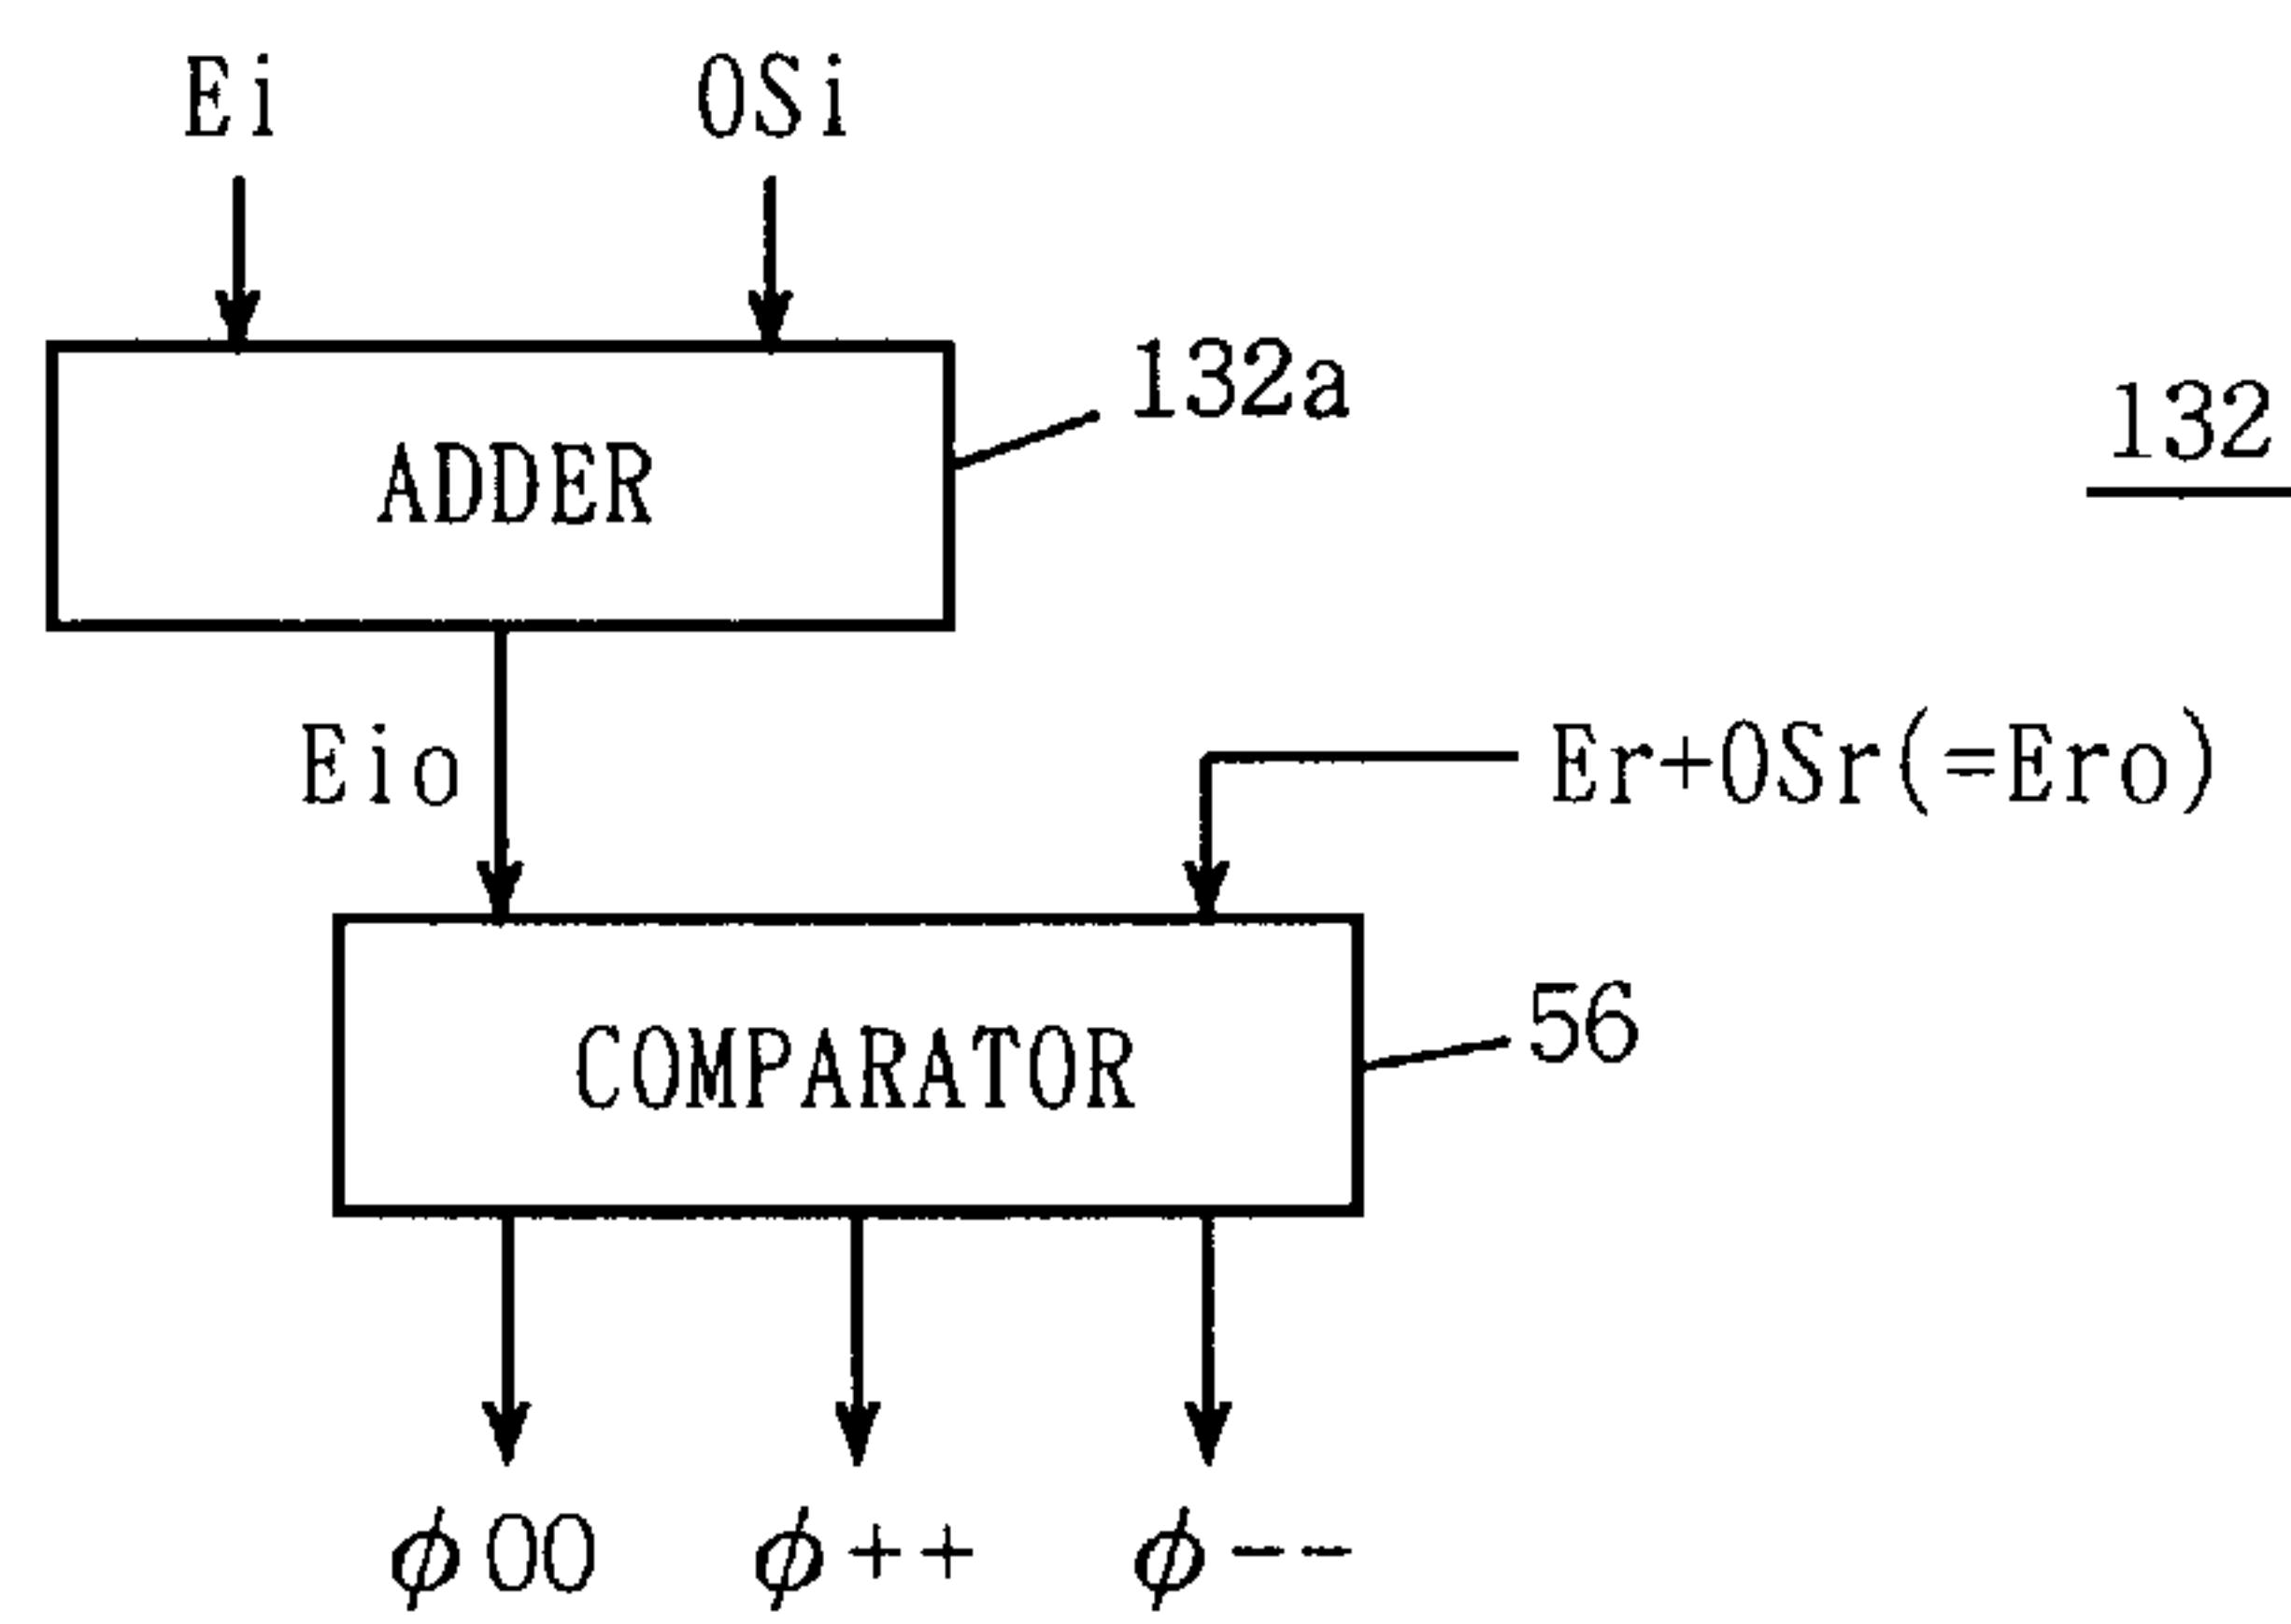 Ei
OSi
132a
132
ADDER
Eio
Er+OSr(=Ero)
56
COMPARATOR
ϕ00
ϕ++
ϕ--